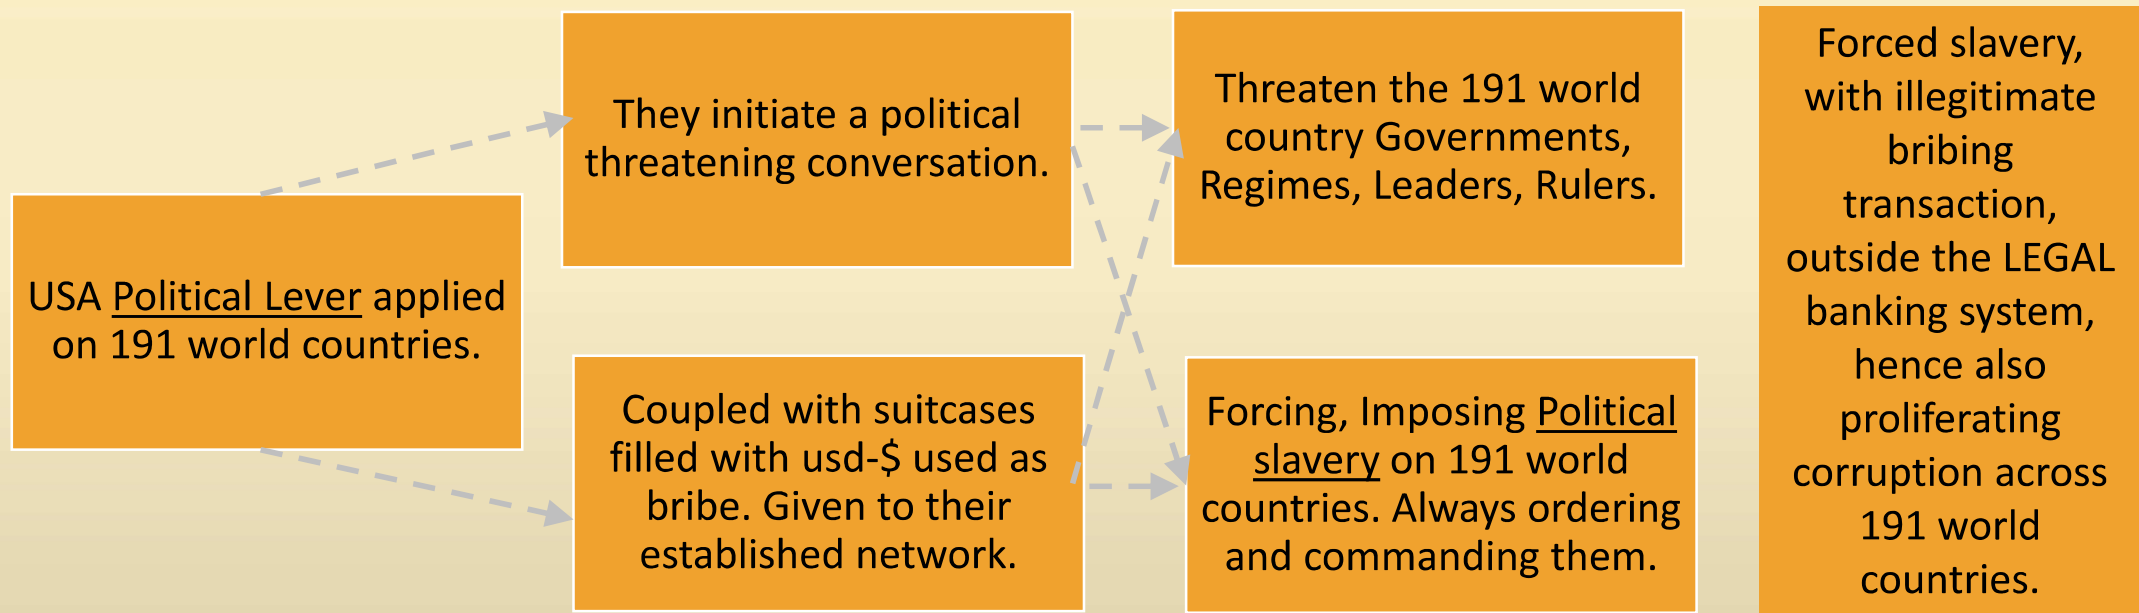 USA Political Lever applied
on 191 world countries.
They initiate a political
threatening conversation.
Coupled with suitcases
filled with usd-$ used as
bribe. Given to their
established network.
Threaten the 191 world
country Governments,
Regimes, Leaders, Rulers.
Forcing, Imposing Political
slavery on 191 world
countries. Always ordering
and commanding them.
Forced slavery,
with illegitimate
bribing
transaction,
outside the LEGAL
banking system,
hence also
proliferating
corruption across
191 world
countries.